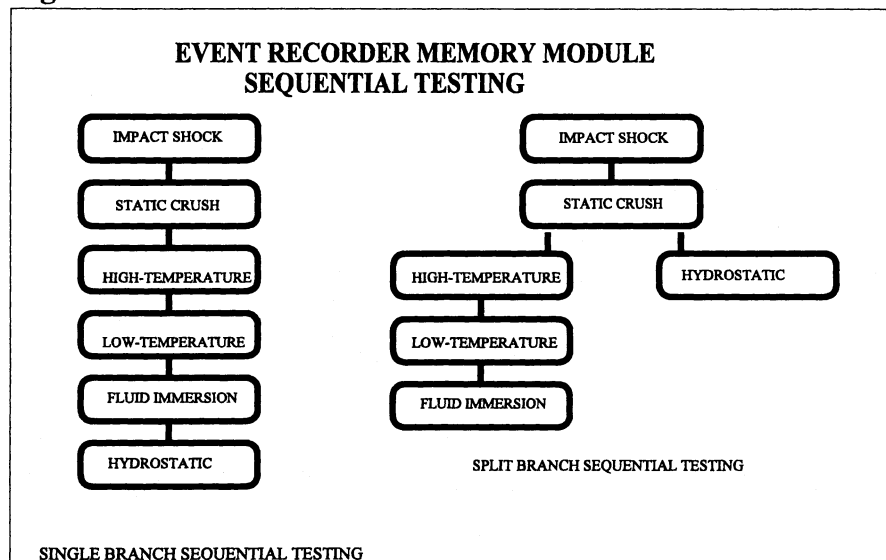 EVENT RECORDER MEMORY MODULE
SEQUENTIAL TESTING
IMPACT SHOCK
STATIC CRUSH
HIGH-TEMPERATURE
LOW-TEMPERATURE
FLUID IMMERSION
HYDROSTATIC
SINGLE BRANCH SEQUENTIAL TESTING
IMPACT SHOCK
STATIC CRUSH
HIGH-TEMPERATURE
HYDROSTATIC
LOW-TEMPERATURE
FLUID IMMERSION
SPLIT BRANCH SEQUENTIAL TESTING